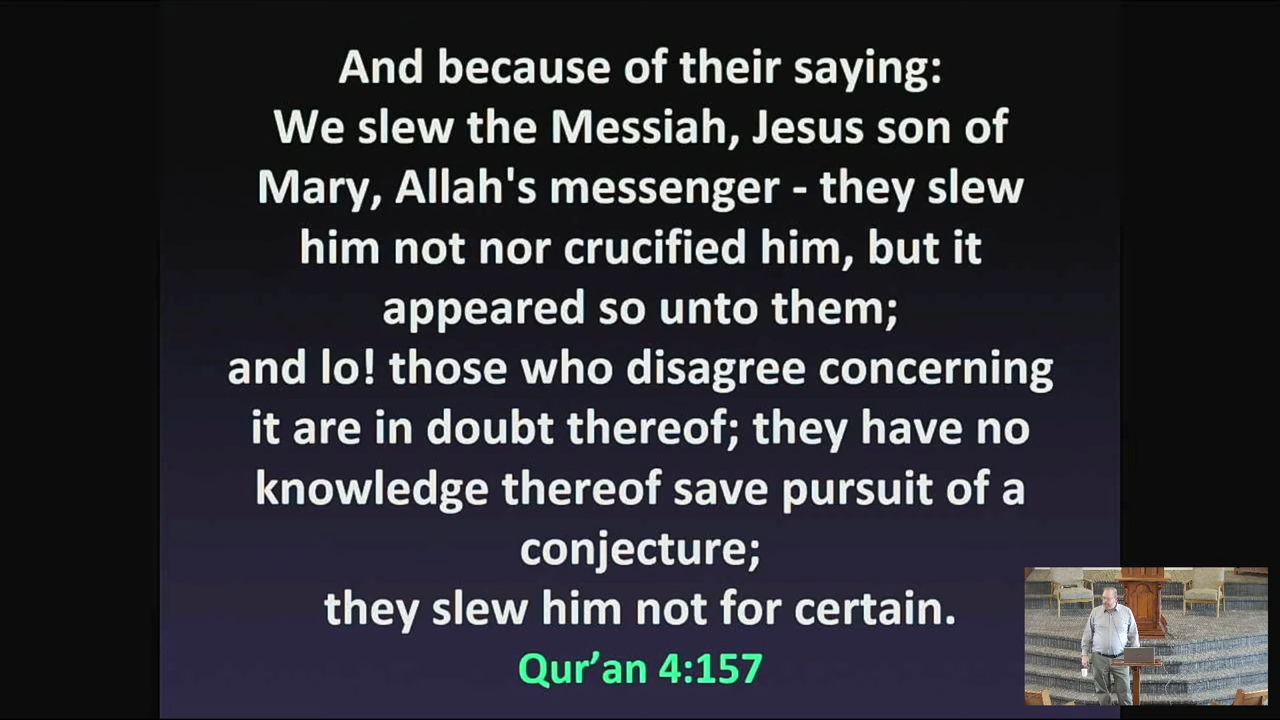 And because of their saying:
We slew the Messiah, Jesus son of
Mary, Allah's messenger - they slew
him not nor crucified him, but it
appeared so unto them;
and lo! those who disagree concerning
it are in doubt thereof; they have no
knowledge thereof save pursuit of a
conjecture;
they slew him not for certain.
Qur’an 4:157